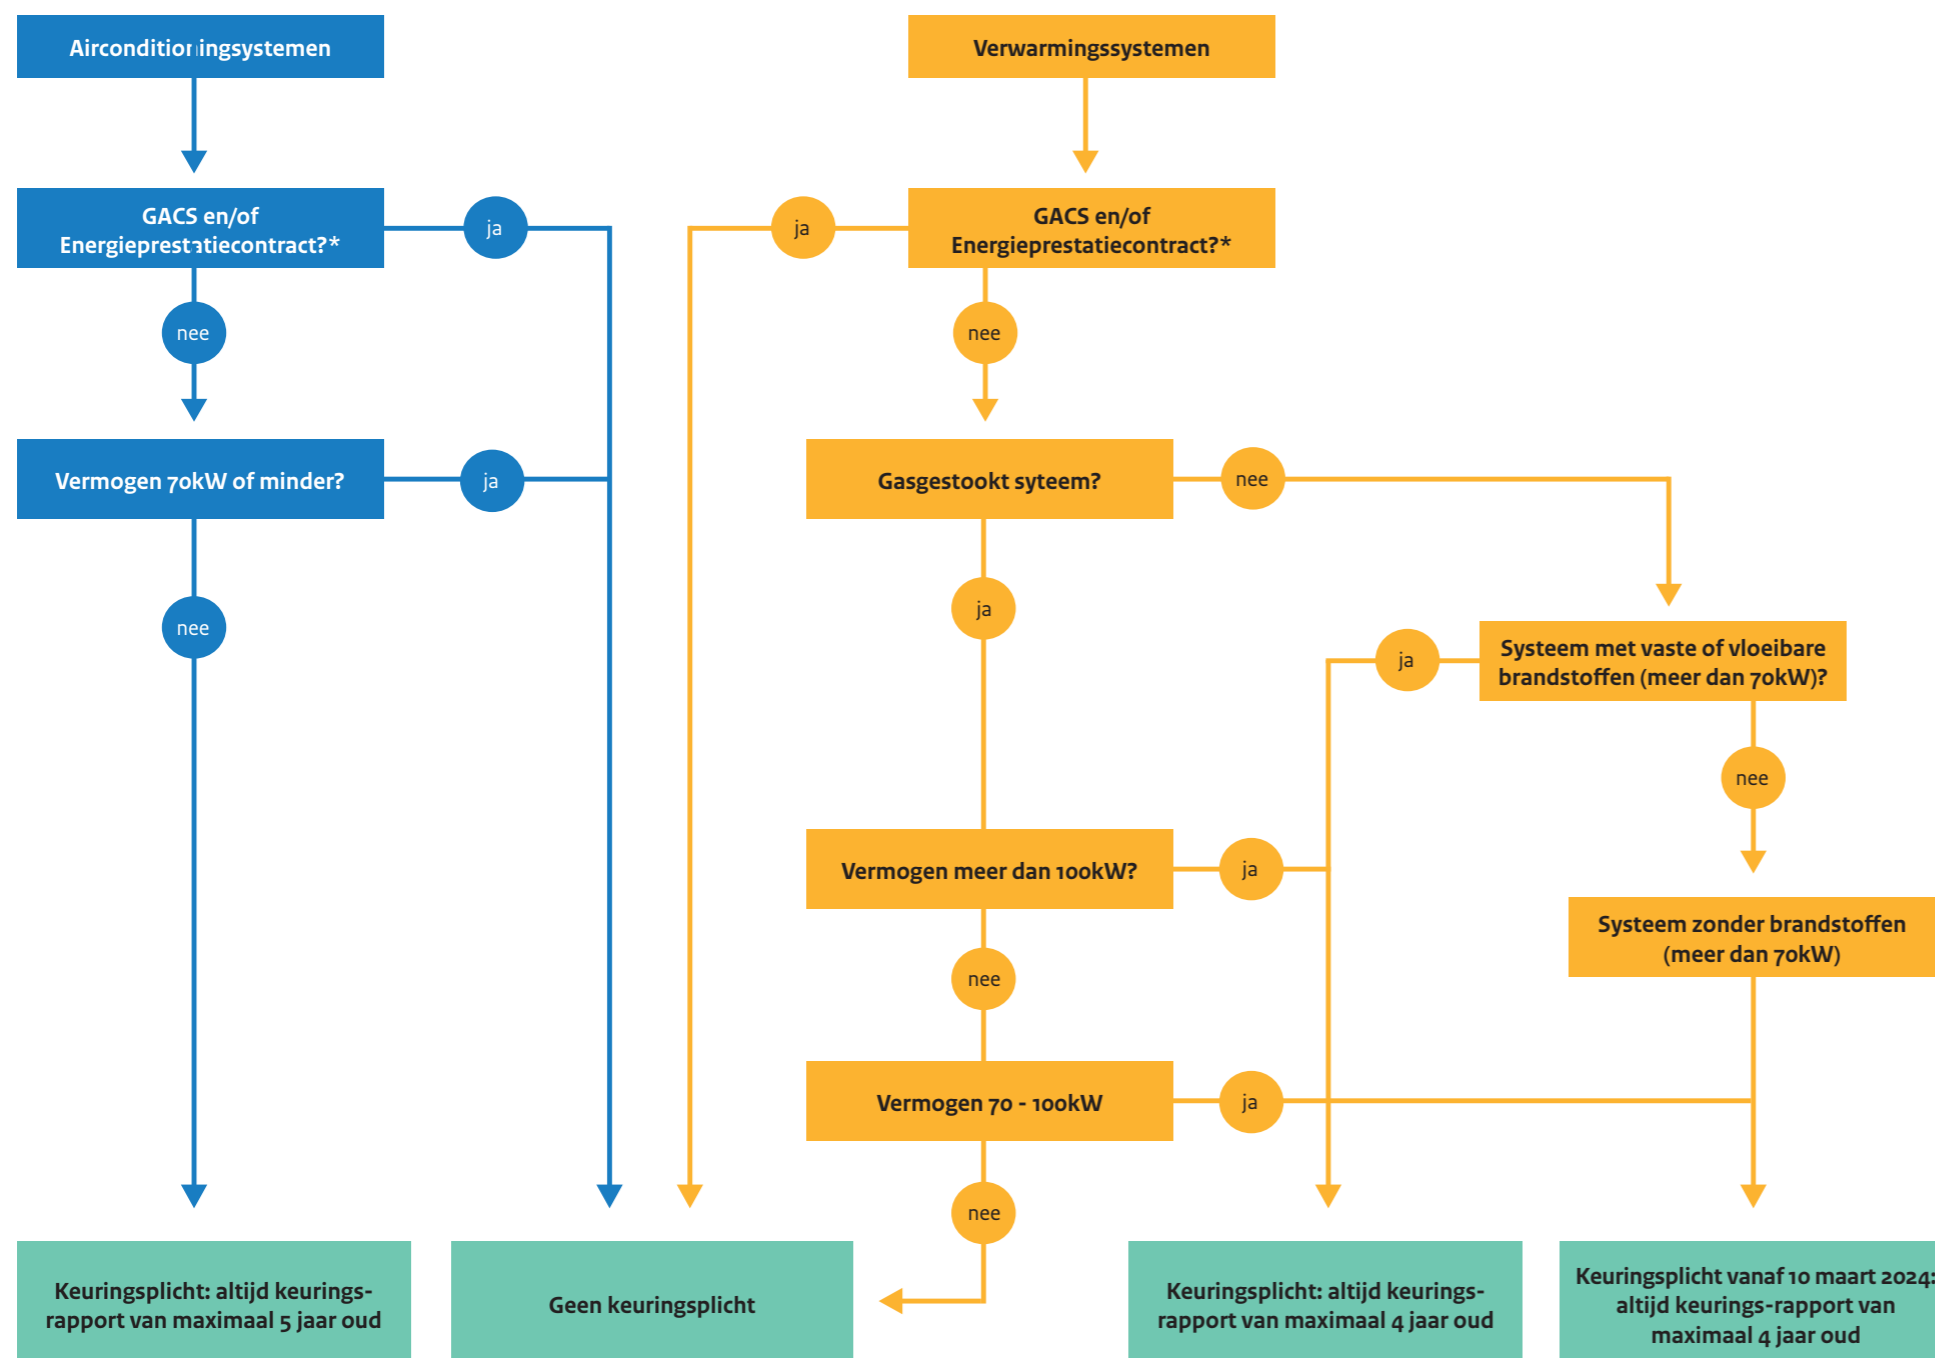 Airconditioningsystemen
Verwarmingssystemen
GACS en/of
Energieprestatiecontract?*
ja
ja
GACS en/of
Energieprestatiecontract?*
nee
nee
Vermogen 70kW of minder?
ja
Gasgestookt syteem?
nee
nee
ja
ja
Systeem met vaste of vloeibare
brandstoffen (meer dan 70kW)?
nee
Vermogen meer dan 100kW?
ja
Systeem zonder brandstoffen
(meer dan 70kW)
nee
Vermogen 70 - 100kW
ja
nee
Keuringsplicht: altijd keurings-
rapport van maximaal 5 jaar oud
Geen keuringsplicht
Keuringsplicht: altijd keurings-
rapport van maximaal 4 jaar oud
Keuringsplicht vanaf 10 maart 2024:
altijd keurings-rapport van
maximaal 4 jaar oud